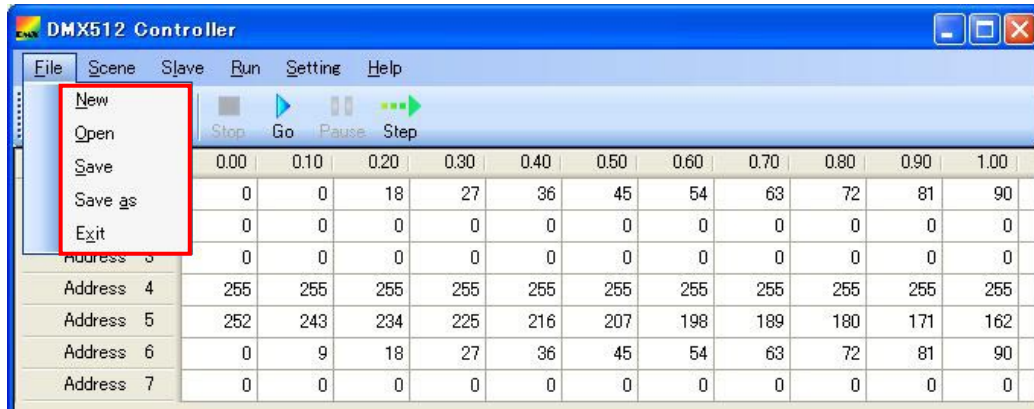 DMX512 Controller
File Scene Slave Run Setting Help
New
Open
Save
Save as
Exit
Stop Go Pause Step
0.00 0.10 0.20 0.30 0.40 0.50 0.60 0.70 0.80 0.90 1.00
0 0 18 27 36 45 54 63 72 81 90
0 0 0 0 0 0 0 0 0 0 0
Address 3 0 0 0 0 0 0 0 0 0 0 0
Address 4 255 255 255 255 255 255 255 255 255 255 255
Address 5 252 243 234 225 216 207 198 189 180 171 162
Address 6 0 9 18 27 36 45 54 63 72 81 90
Address 7 0 0 0 0 0 0 0 0 0 0 0